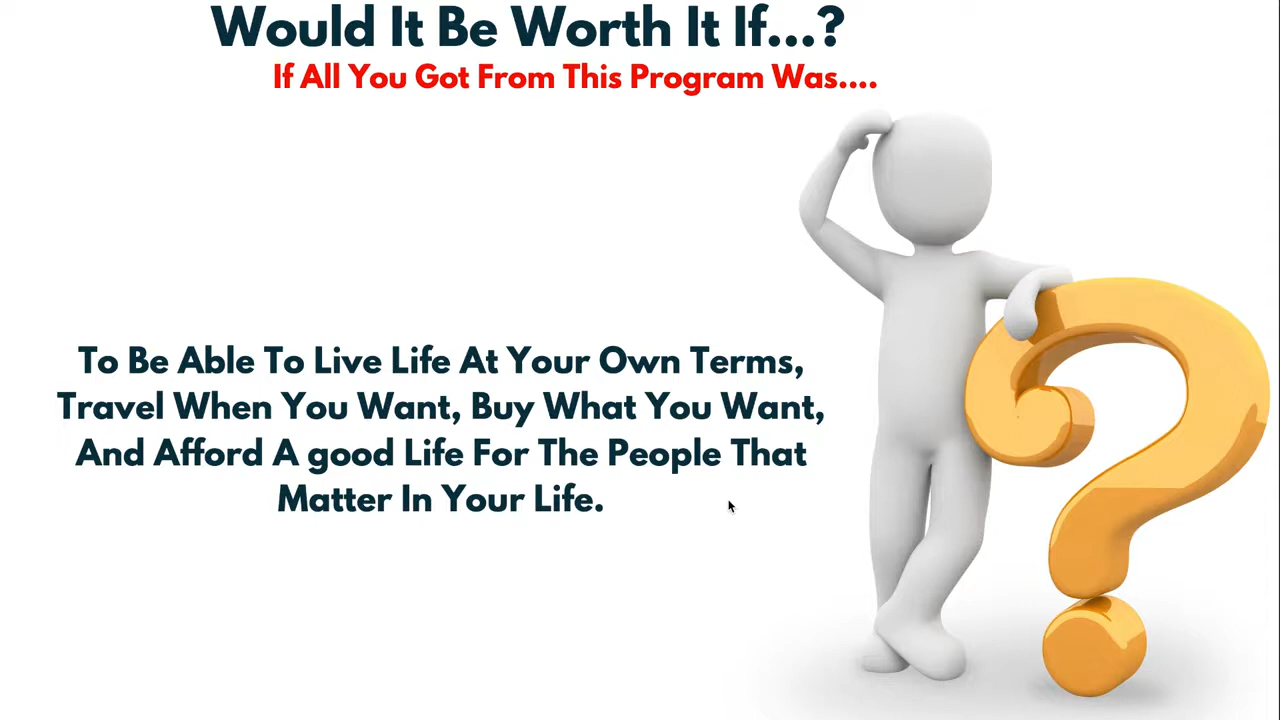 Would It Be Worth It If...?
If All You Got From This Program Was....
To Be Able To Live Life At Your Own Terms,
Travel When You Want, Buy What You Want,
And Afford A good Life For The People That
Matter In Your Life.